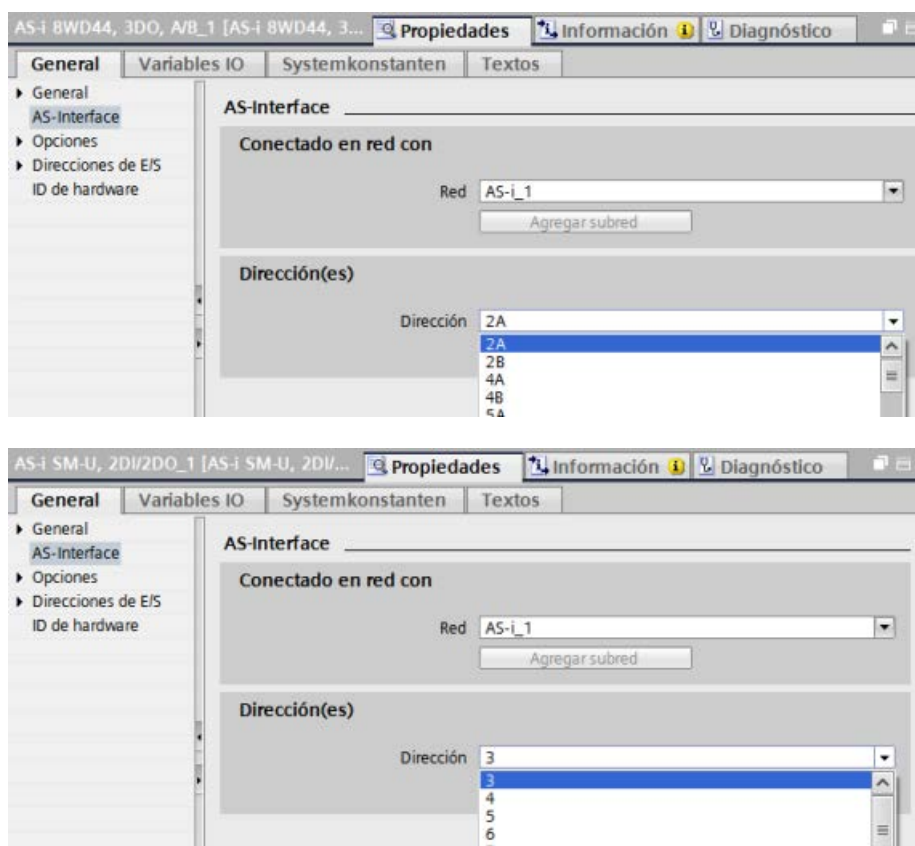 AS-i 8WD44, 3DO, A/B_1 [AS-i 8WD44, 3... Propiedades Información Diagnóstico
General Variables IO Systemkonstanten Textos
General
AS-Interface
Opciones
Direcciones de E/S
ID de hardware
AS-Interface
Conectado en red con
Red AS-i_1
Agregar subred
Dirección(es)
Dirección 2A
2A
2B
4A
4B
5A
AS-i SM-U, 2DI/2DO_1 [AS-i SM-U, 2DI/... Propiedades Información Diagnóstico
General Variables IO Systemkonstanten Textos
General
AS-Interface
Opciones
Direcciones de E/S
ID de hardware
AS-Interface
Conectado en red con
Red AS-i_1
Agregar subred
Dirección(es)
Dirección 3
3
4
5
6